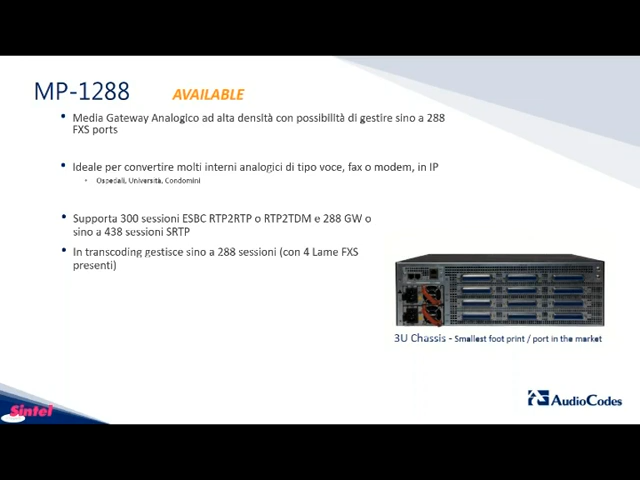 MP-1288 AVAILABLE
• Media Gateway Analogico ad alta densità con possibilità di gestire sino a 288
FXS ports
• Ideale per convertire molti interni analogici di tipo voce, fax o modem, in IP
• Ospedali, Università, Condomini
• Supporta 300 sessioni ESBC RTP2RTP o RTP2TDM e 288 GW o
sino a 438 sessioni SRTP
• In transcoding gestisce sino a 288 sessioni (con 4 Lame FXS
presenti)
3U Chassis - Smallest foot print / port in the market
Sintel
AudioCodes